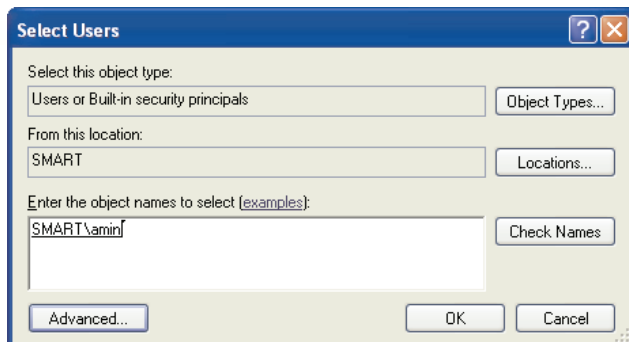 Select Users
Select this object type:
Users or Built-in security principals
Object Types...
From this location:
SMART
Locations...
Enter the object names to select (examples):
SMART\amin
Check Names
Advanced...
OK
Cancel